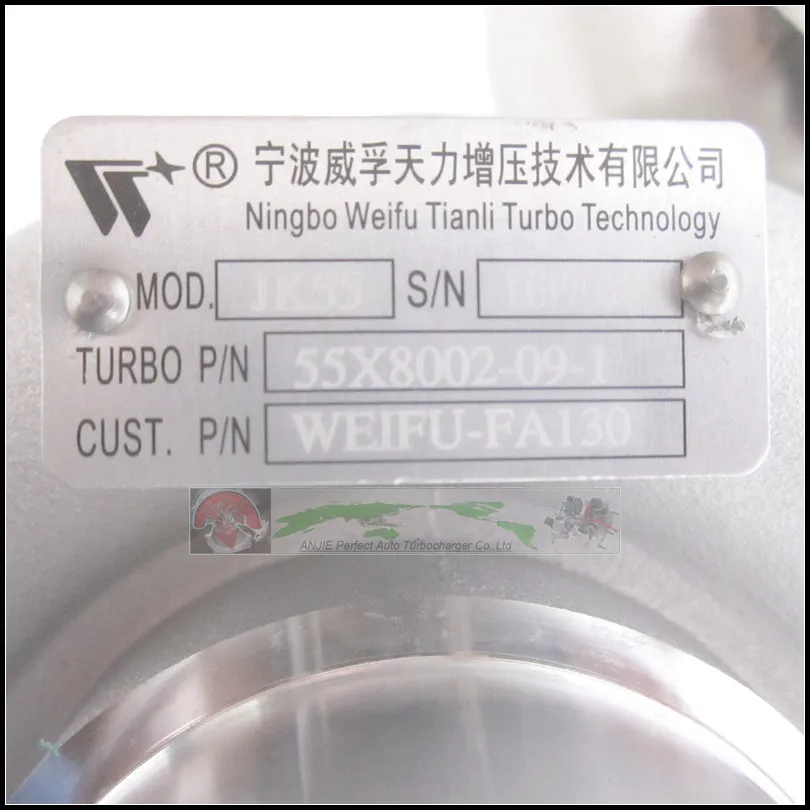 ® 宁波威孚天力增压技术有限公司
Ningbo Weifu Tianli Turbo Technology
MOD. JK55 S/N
TURBO P/N 55X8002-09-1
CUST. P/N WEIFU-FA130
ANJIE Perfect Auto Turbocharger Co.,Ltd